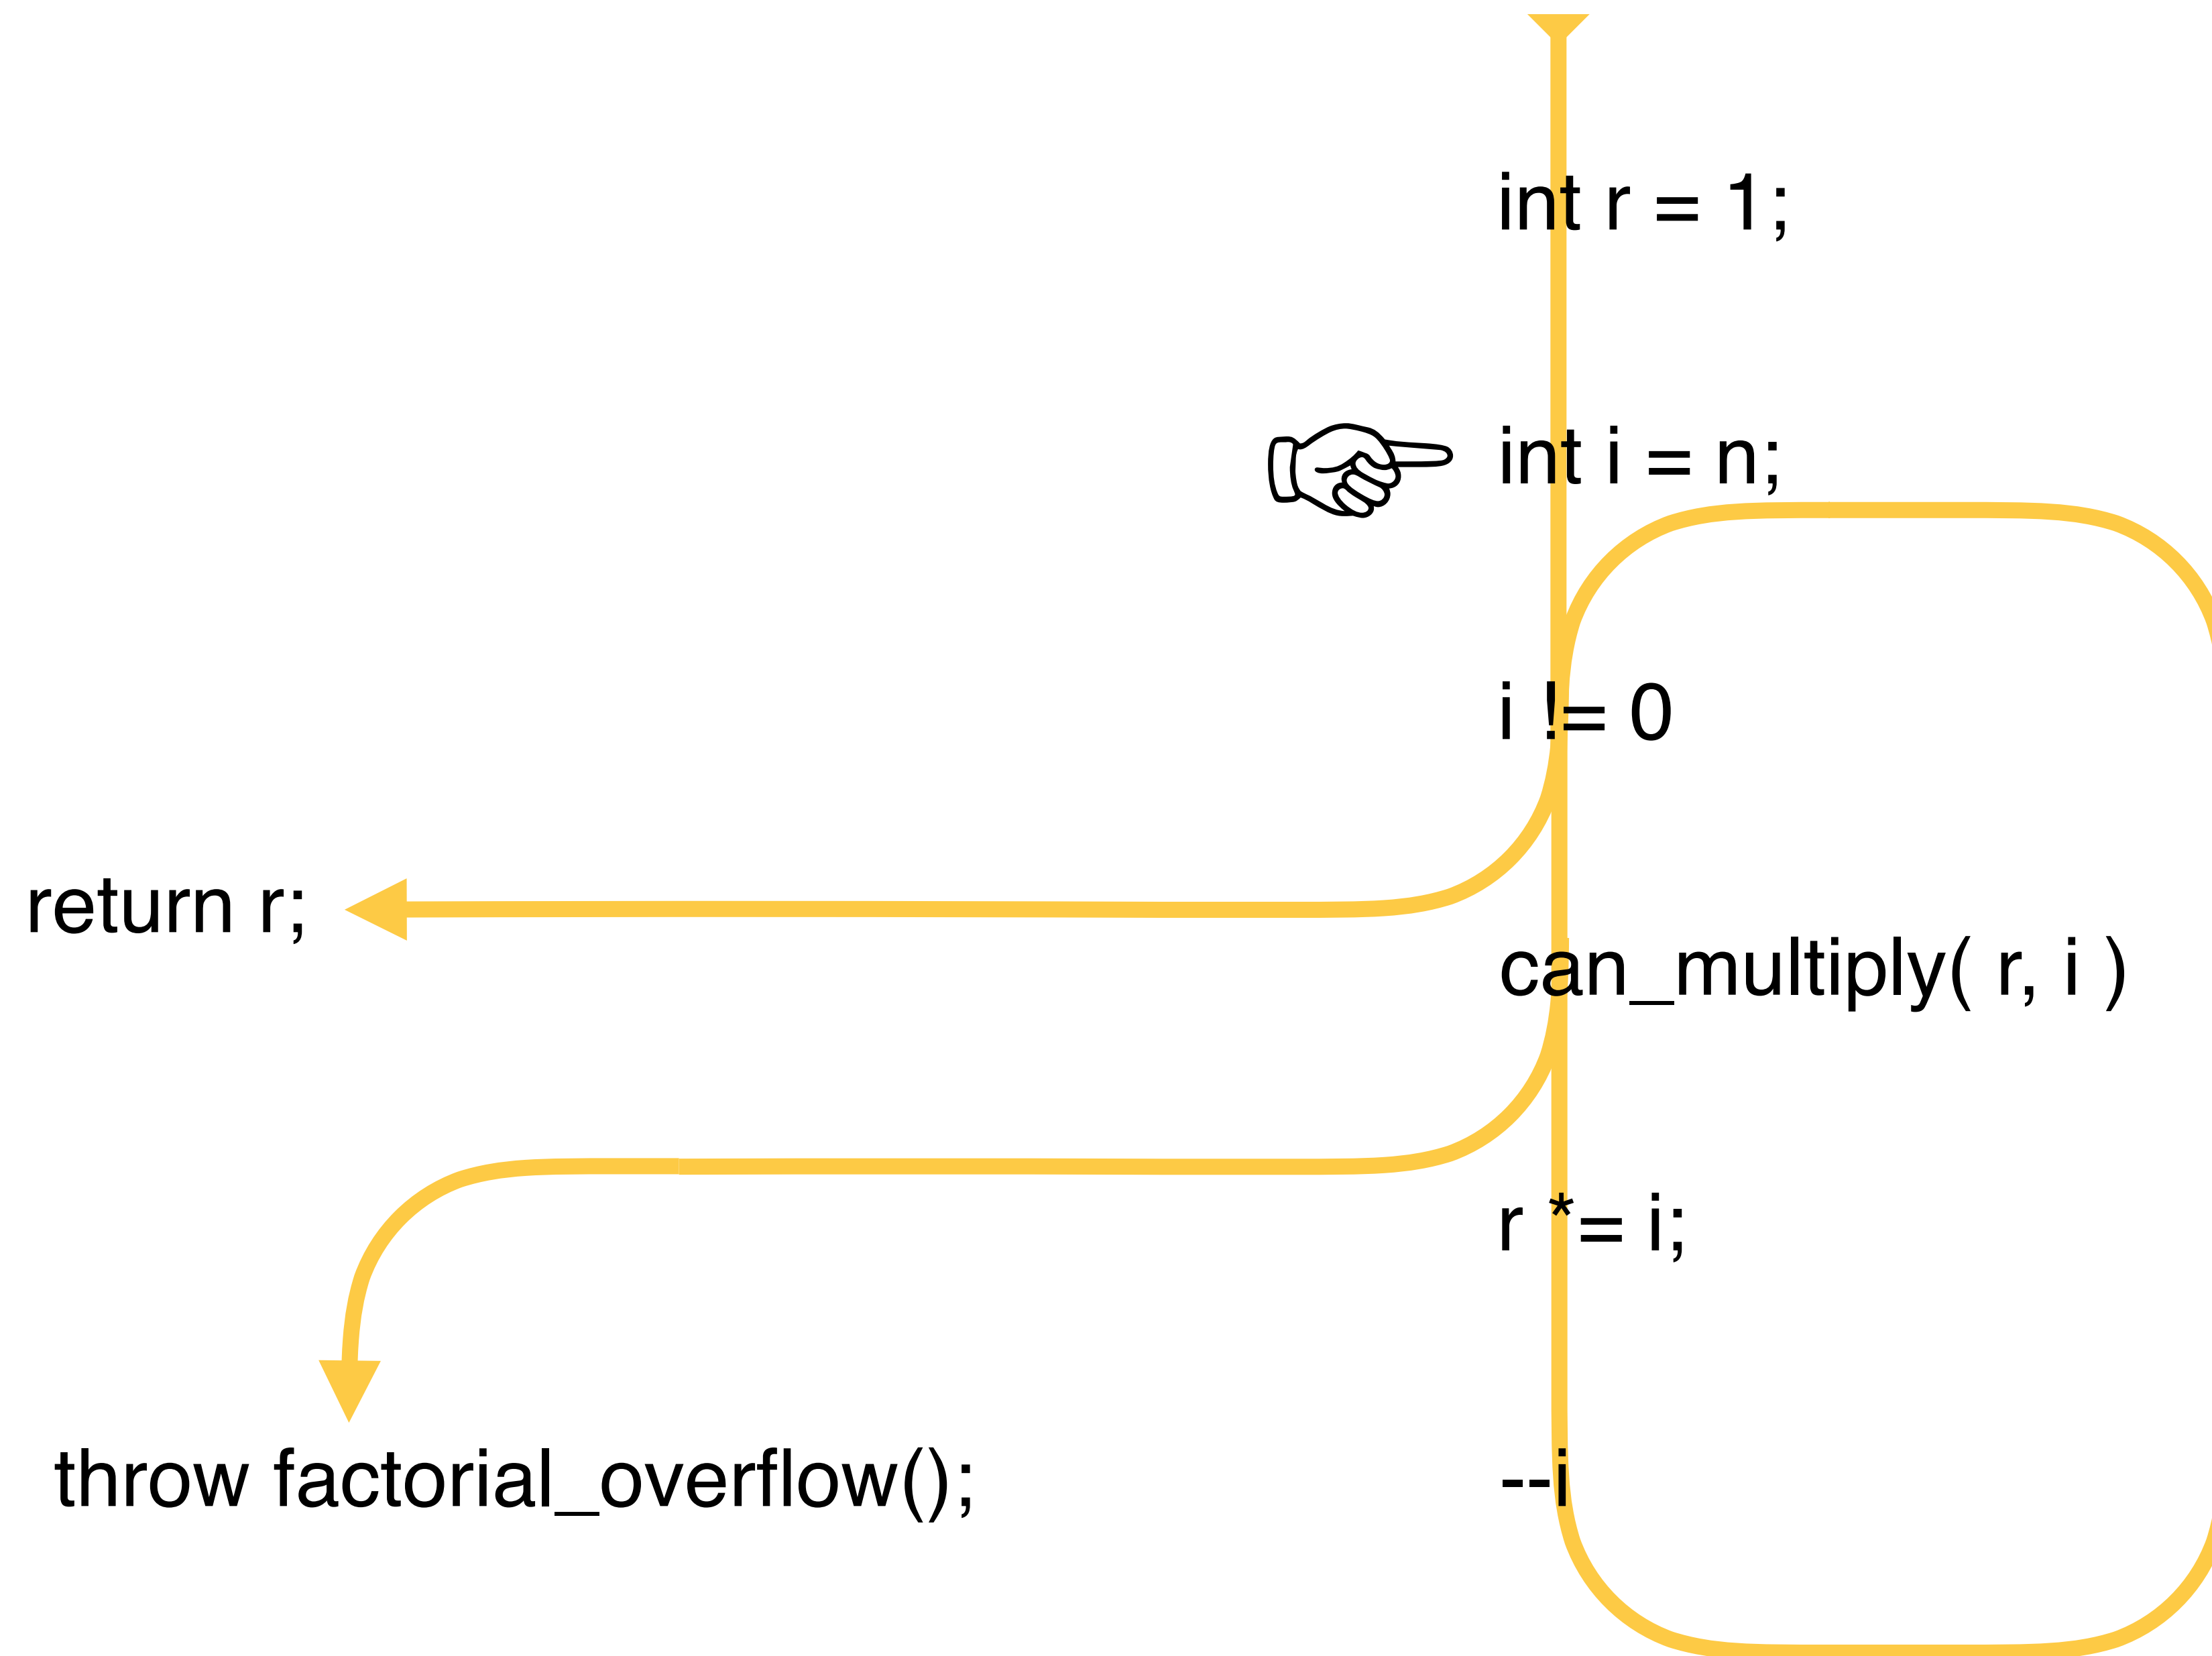 int r = 1;
int i = n;
i != 0
return r;
can_multiply( r, i )
r *= i;
throw factorial_overflow();
--i